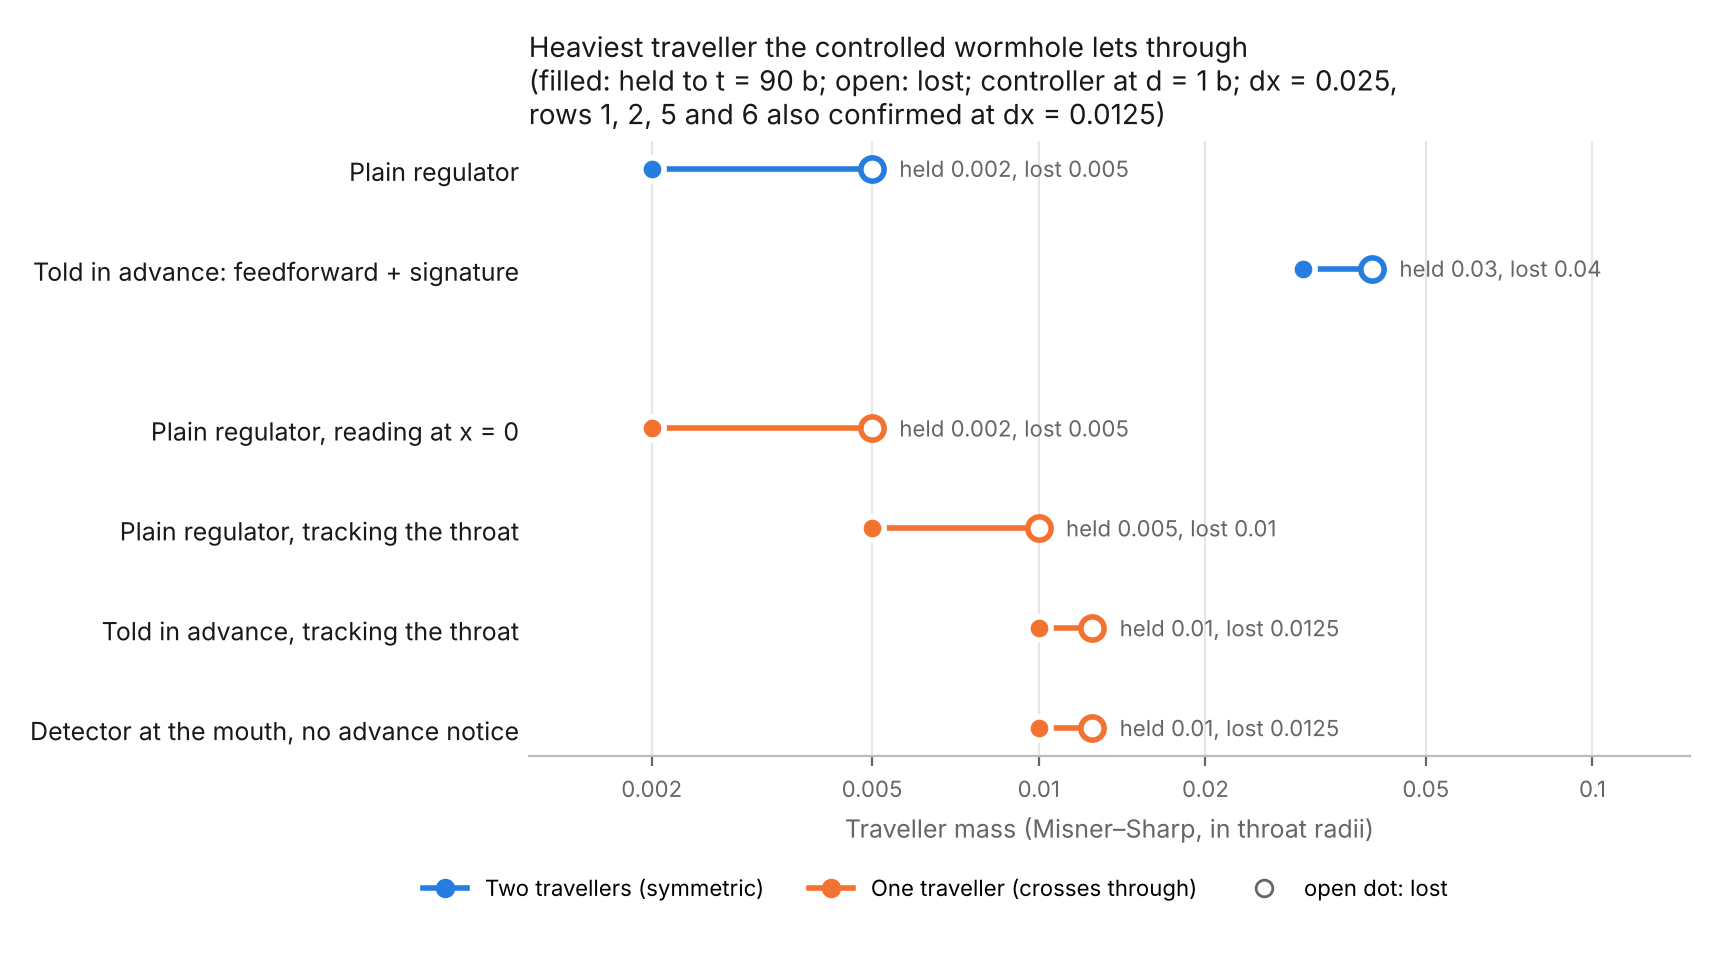 Heaviest traveller the controlled wormhole lets through
(filled: held to t = 90 b; open: lost; controller at d = 1 b; dx = 0.025,
rows 1, 2, 5 and 6 also confirmed at dx = 0.0125)
Plain regulator
held 0.002, lost 0.005
Told in advance: feedforward + signature
held 0.03, lost 0.04
Plain regulator, reading at x = 0
held 0.002, lost 0.005
Plain regulator, tracking the throat
held 0.005, lost 0.01
Told in advance, tracking the throat
held 0.01, lost 0.0125
Detector at the mouth, no advance notice
held 0.01, lost 0.0125
0.002 0.005 0.01 0.02 0.05 0.1
Traveller mass (Misner–Sharp, in throat radii)
Two travellers (symmetric) One traveller (crosses through) open dot: lost